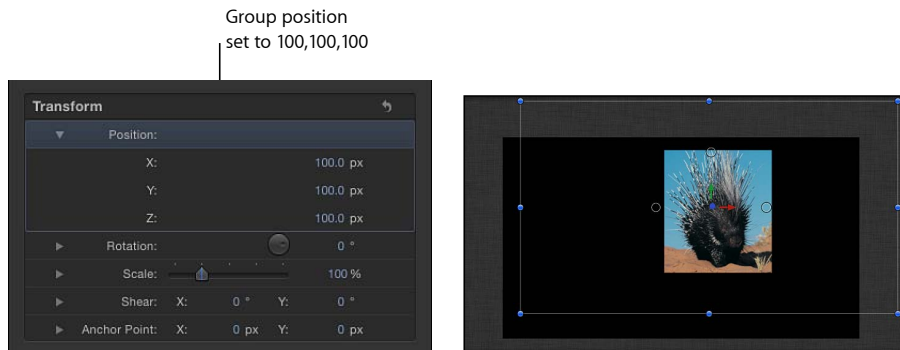 Group position
set to 100,100,100
Transform
Position:
X: 100.0 px
Y: 100.0 px
Z: 100.0 px
Rotation: 0 °
Scale: 100 %
Shear: X: 0 ° Y: 0 °
Anchor Point: X: 0 px Y: 0 px